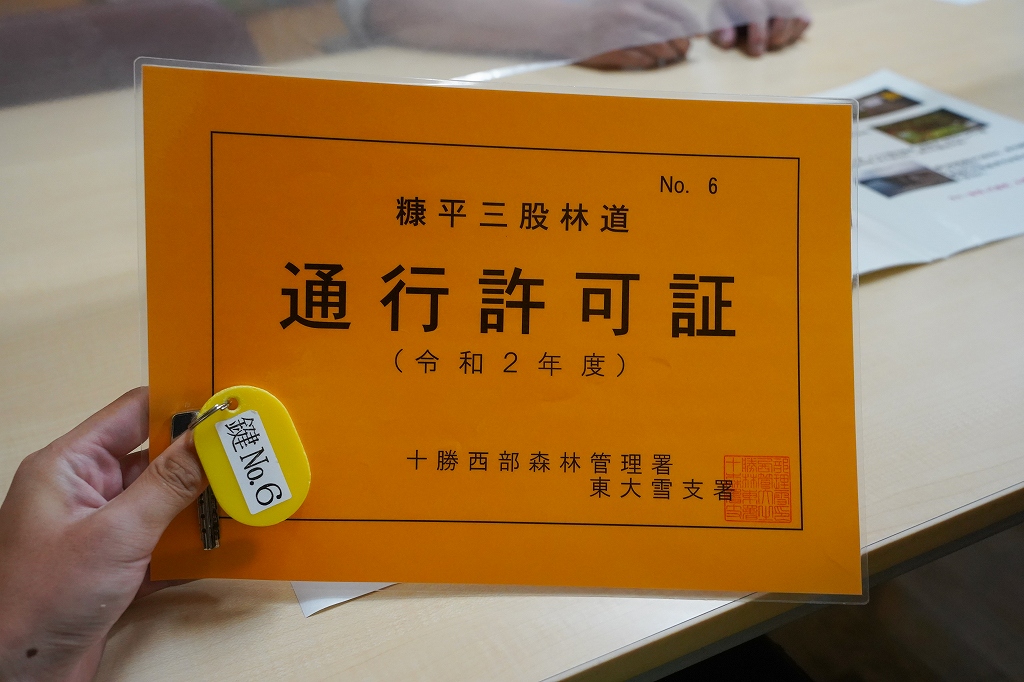 No. 6
糠平三股林道
通行許可証
（令和２年度）
十勝西部森林管理署
東大雪支署
鍵No.6